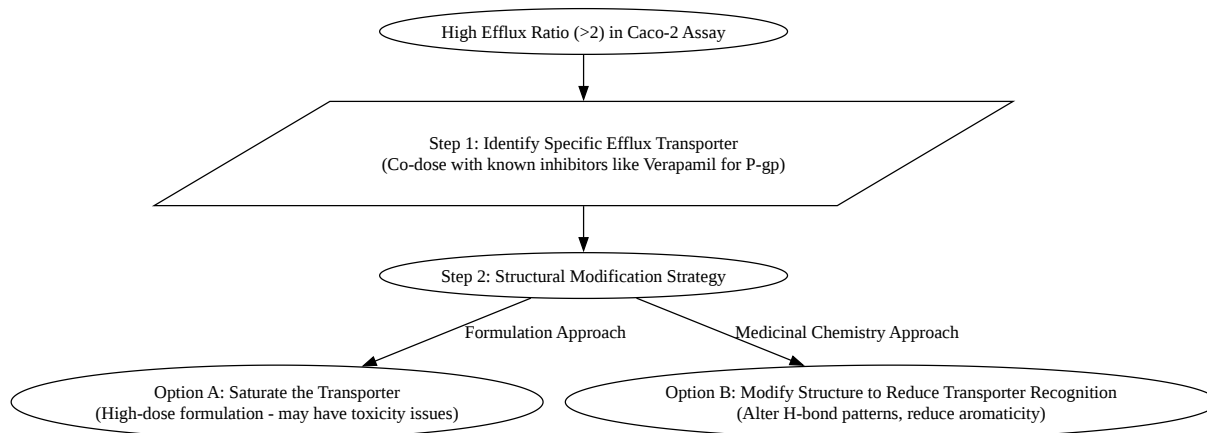 High Efflux Ratio (>2) in Caco-2 Assay
Step 1: Identify Specific Efflux Transporter
(Co-dose with known inhibitors like Verapamil for P-gp)
Step 2: Structural Modification Strategy
Formulation Approach
Medicinal Chemistry Approach
Option A: Saturate the Transporter
(High-dose formulation - may have toxicity issues)
Option B: Modify Structure to Reduce Transporter Recognition
(Alter H-bond patterns, reduce aromaticity)